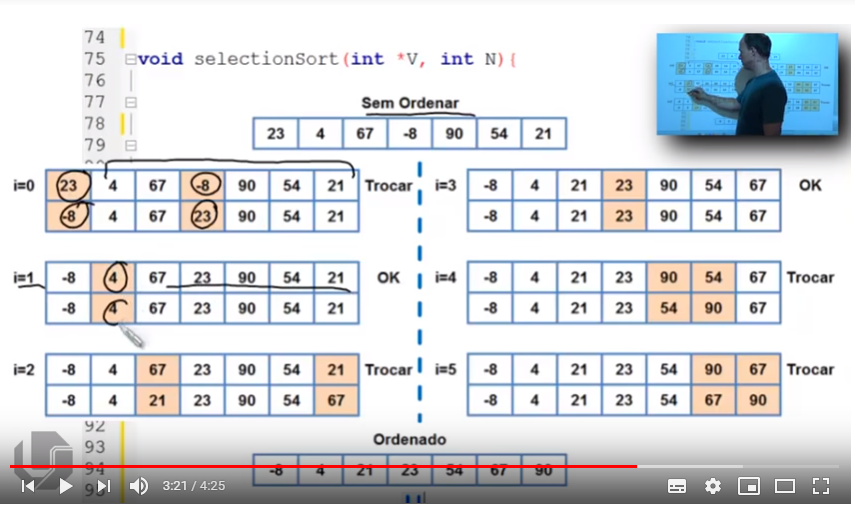 74
75 void selectionSort(int *V, int N){
76
77
Sem Ordenar
78
23 4 67 -8 90 54 21
79
i=0 23 4 67 -8 90 54 21 Trocar
-8 4 67 23 90 54 21
i=3 -8 4 21 23 90 54 67 OK
-8 4 21 23 90 54 67
i=1 -8 4 67 23 90 54 21 OK
-8 4 67 23 90 54 21
i=4 -8 4 21 23 90 54 67 Trocar
-8 4 21 23 54 90 67
i=2 -8 4 67 23 90 54 21 Trocar
-8 4 21 23 90 54 67
i=5 -8 4 21 23 54 90 67 Trocar
-8 4 21 23 54 67 90
92
93
Ordenado
94
-8 4 21 23 54 67 90
3:21 / 4:25